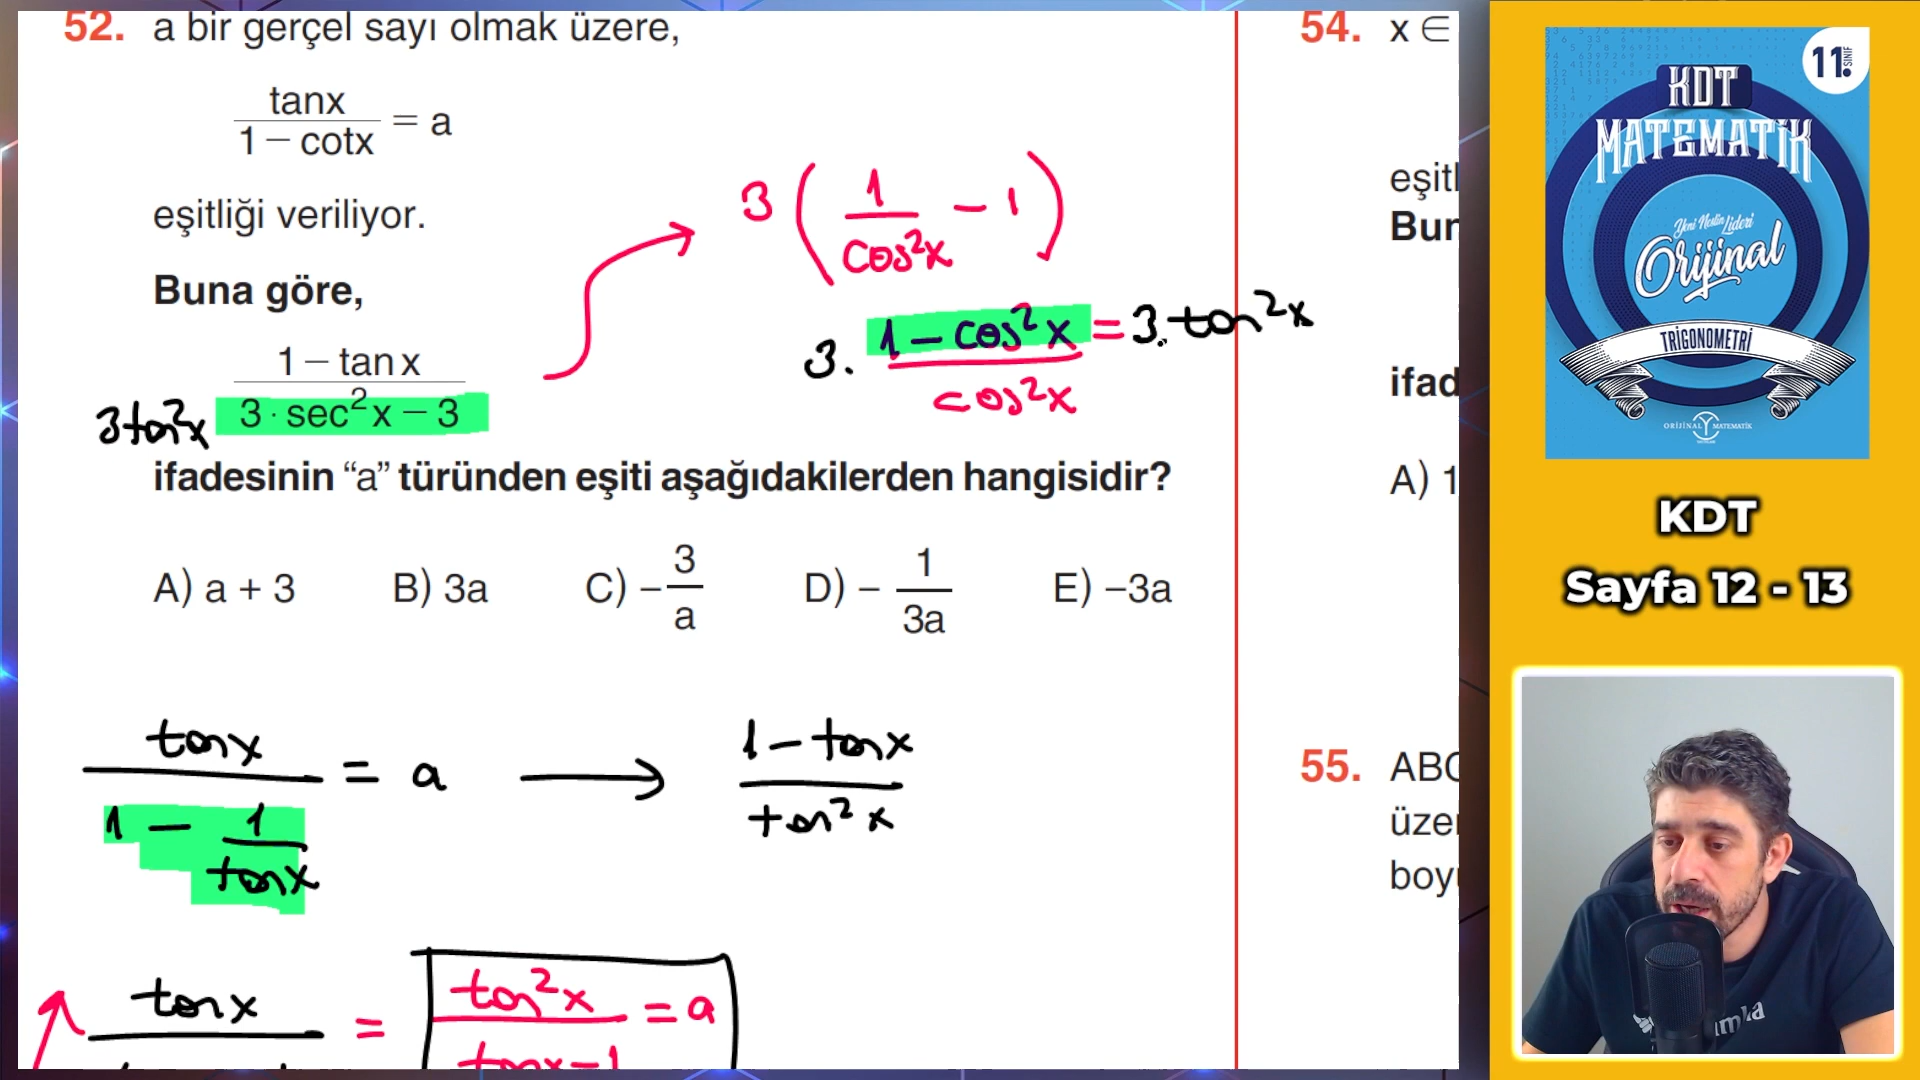 52. a bir gerçel sayı olmak üzere,
tanx
1 – cotx
= a
eşitliği veriliyor.
Buna göre,
1 – tan x
3 · sec²x – 3
3tan²x
ifadesinin “a” türünden eşiti aşağıdakilerden hangisidir?
A) a + 3 B) 3a C) – 3/a D) – 1/3a E) –3a
3 ( 1/cos²x – 1 )
3. 1 – cos²x / cos²x = 3. tan²x
tanx
1 – 1/tanx
= a
1 – tanx
tan²x
tanx
=
tan²x
tanx – 1
= a
54. x ∈
eşitl
Bur
ifad
A) 1
55. ABC
üze
boy
11. SINIF
KDT
MATEMATİK
Yeni Neslin Lideri
Orijinal
TRİGONOMETRİ
ORİJİNAL MATEMATİK
KDT
Sayfa 12 - 13